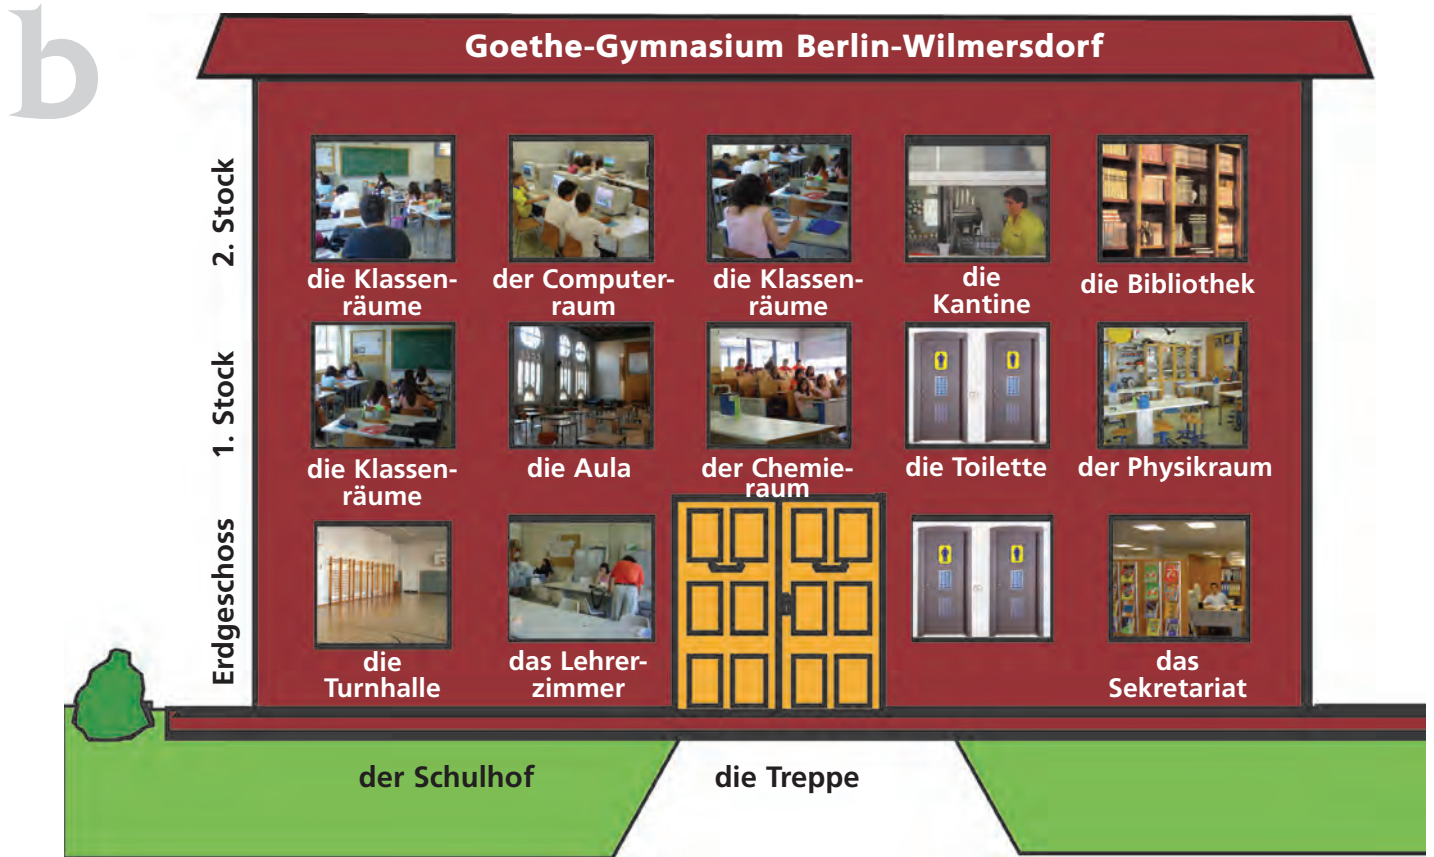 b
Goethe-Gymnasium Berlin-Wilmersdorf
2. Stock
die Klassen-
räume
der Computer-
raum
die Klassen-
räume
die
Kantine
die Bibliothek
1. Stock
die Klassen-
räume
die Aula
der Chemie-
raum
die Toilette
der Physikraum
Erdgeschoss
die
Turnhalle
das Lehrer-
zimmer
das
Sekretariat
der Schulhof
die Treppe